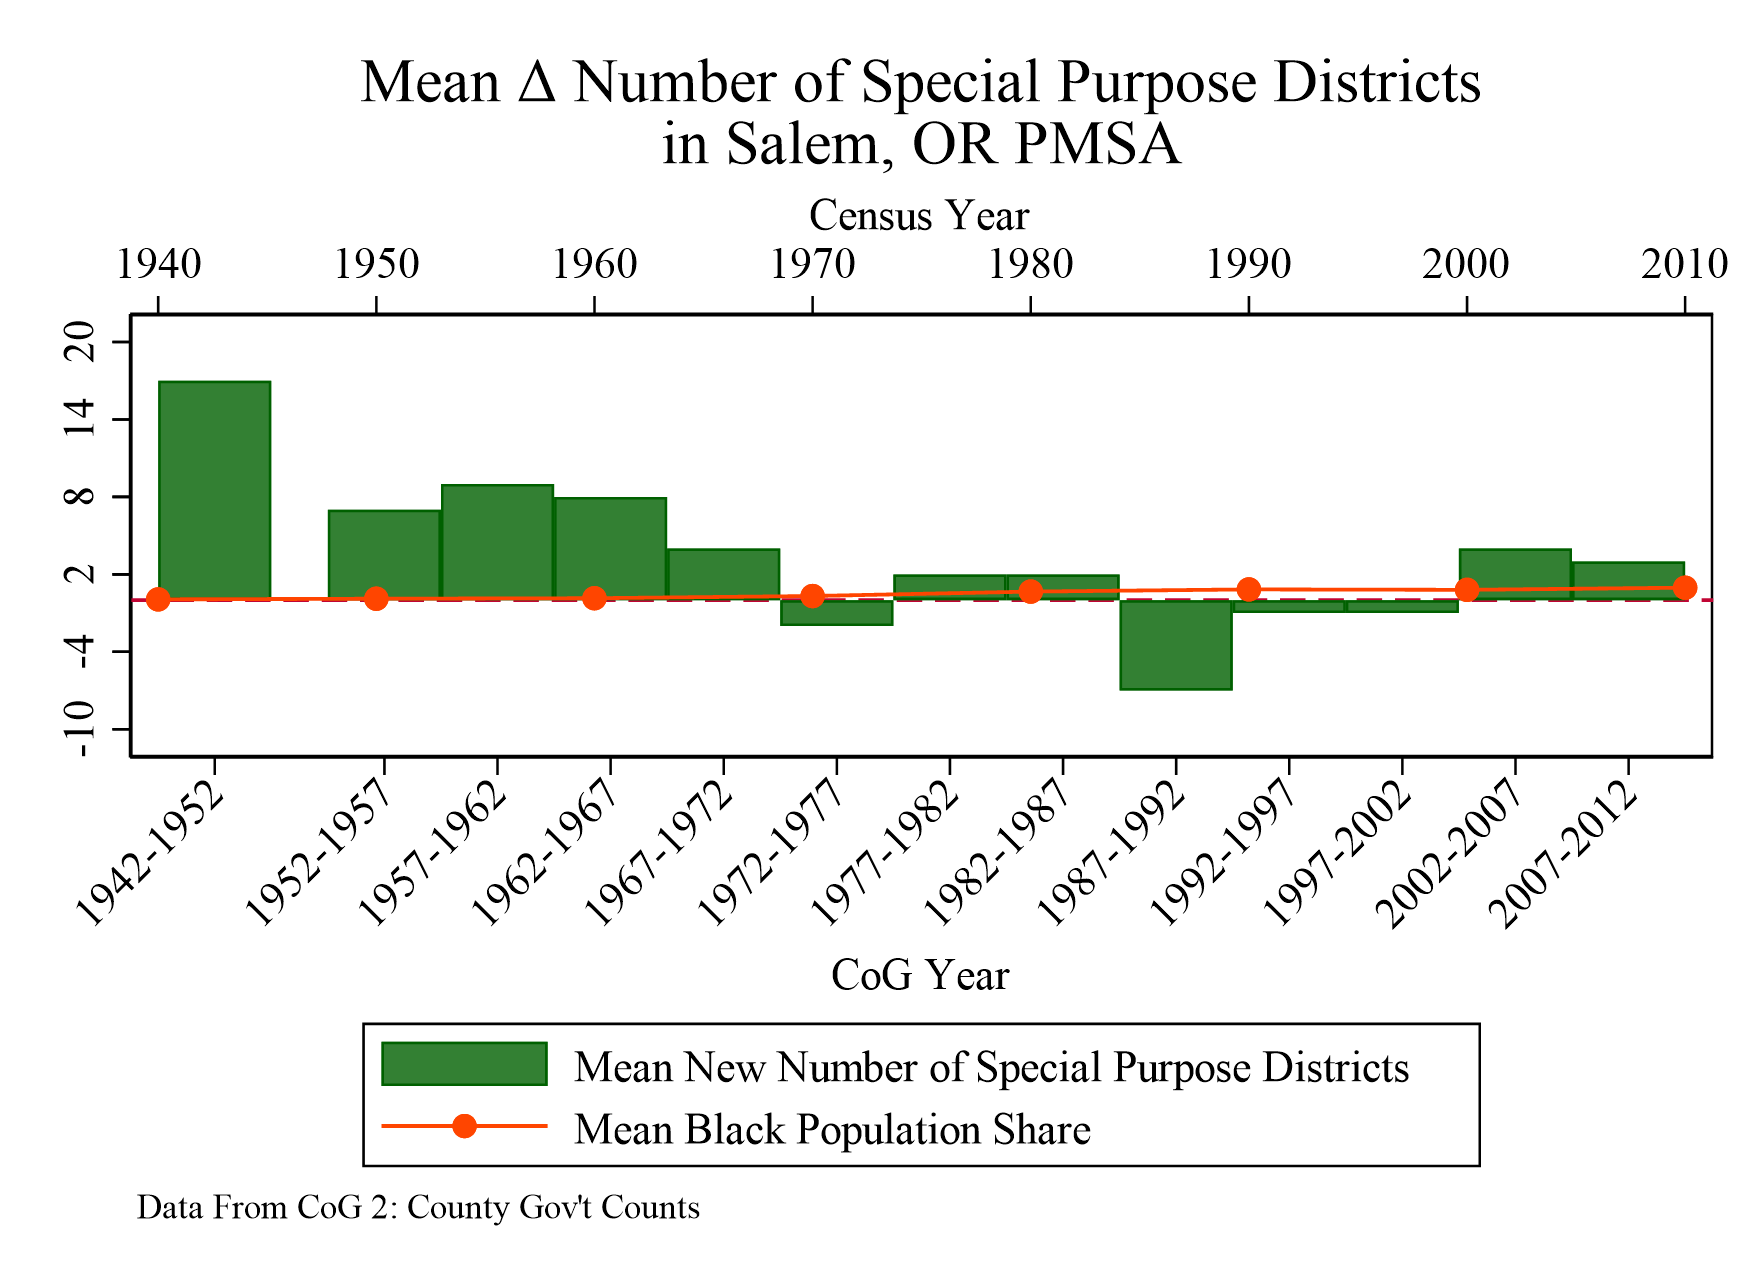 Mean Δ Number of Special Purpose Districts
in Salem, OR PMSA
Census Year
1940 1950 1960 1970 1980 1990 2000 2010
20
14
8
2
-4
-10
1942-1952 1952-1957 1957-1962 1962-1967 1967-1972 1972-1977 1977-1982 1982-1987 1987-1992 1992-1997 1997-2002 2002-2007 2007-2012
CoG Year
Mean New Number of Special Purpose Districts
Mean Black Population Share
Data From CoG 2: County Gov't Counts